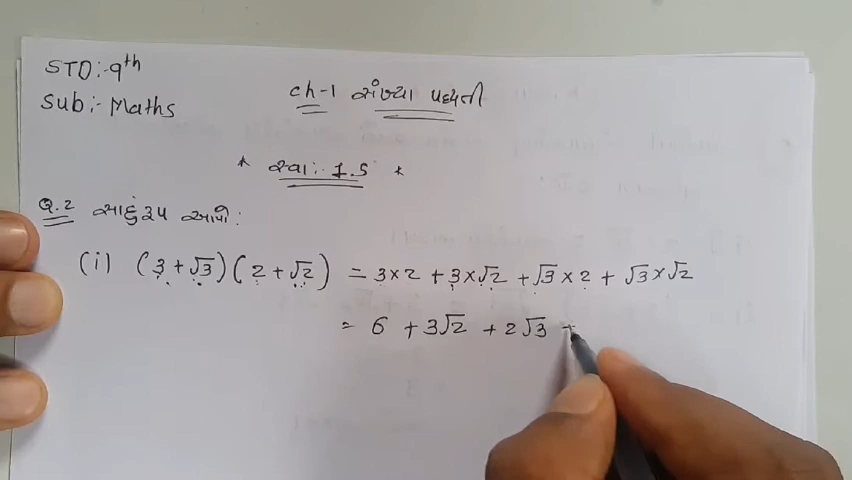 STD:-9th
Sub:- Maths
Ch-1 સંખ્યા પધ્ધતી
* સ્વા:- 1.5 *
Q.2 સાદુંરૂપ આપો:
(i) (3 + √3)(2 + √2) = 3×2 + 3×√2 + √3×2 + √3×√2
= 6 + 3√2 + 2√3 +